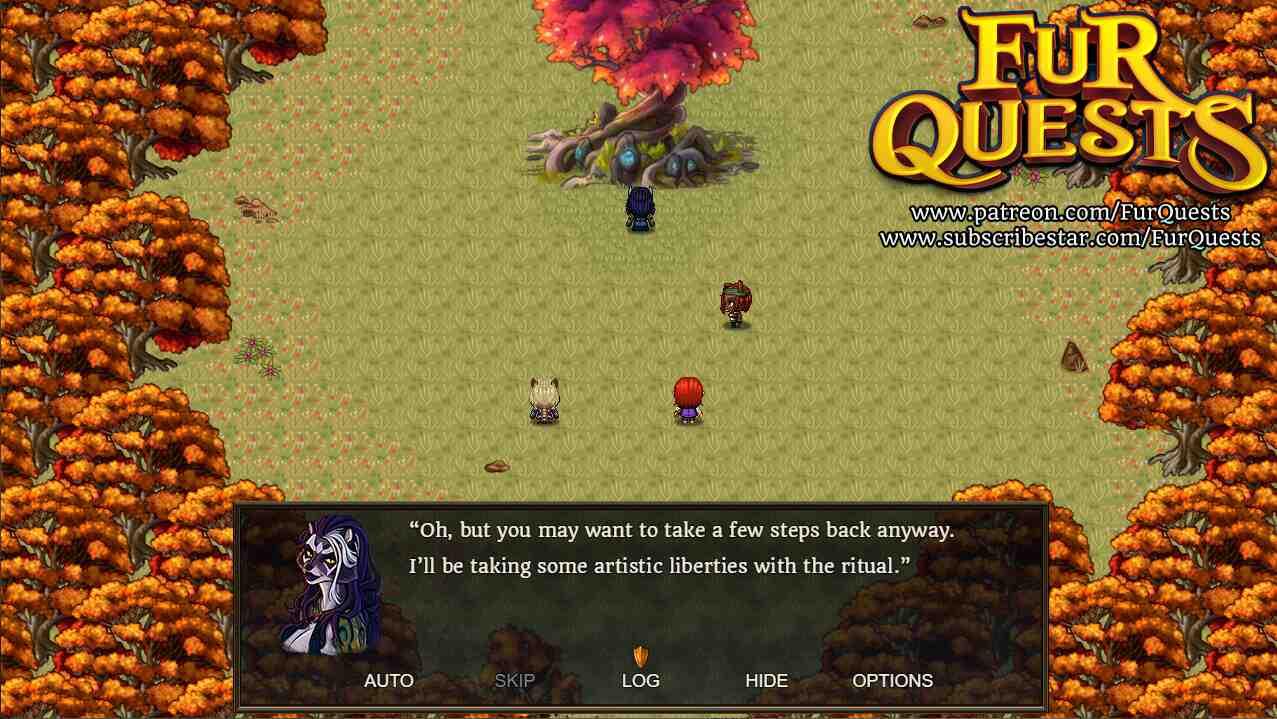 FUR
QUESTS
www.patreon.com/FurQuests
www.subscribestar.com/FurQuests
“Oh, but you may want to take a few steps back anyway.
I’ll be taking some artistic liberties with the ritual.”
AUTO SKIP LOG HIDE OPTIONS